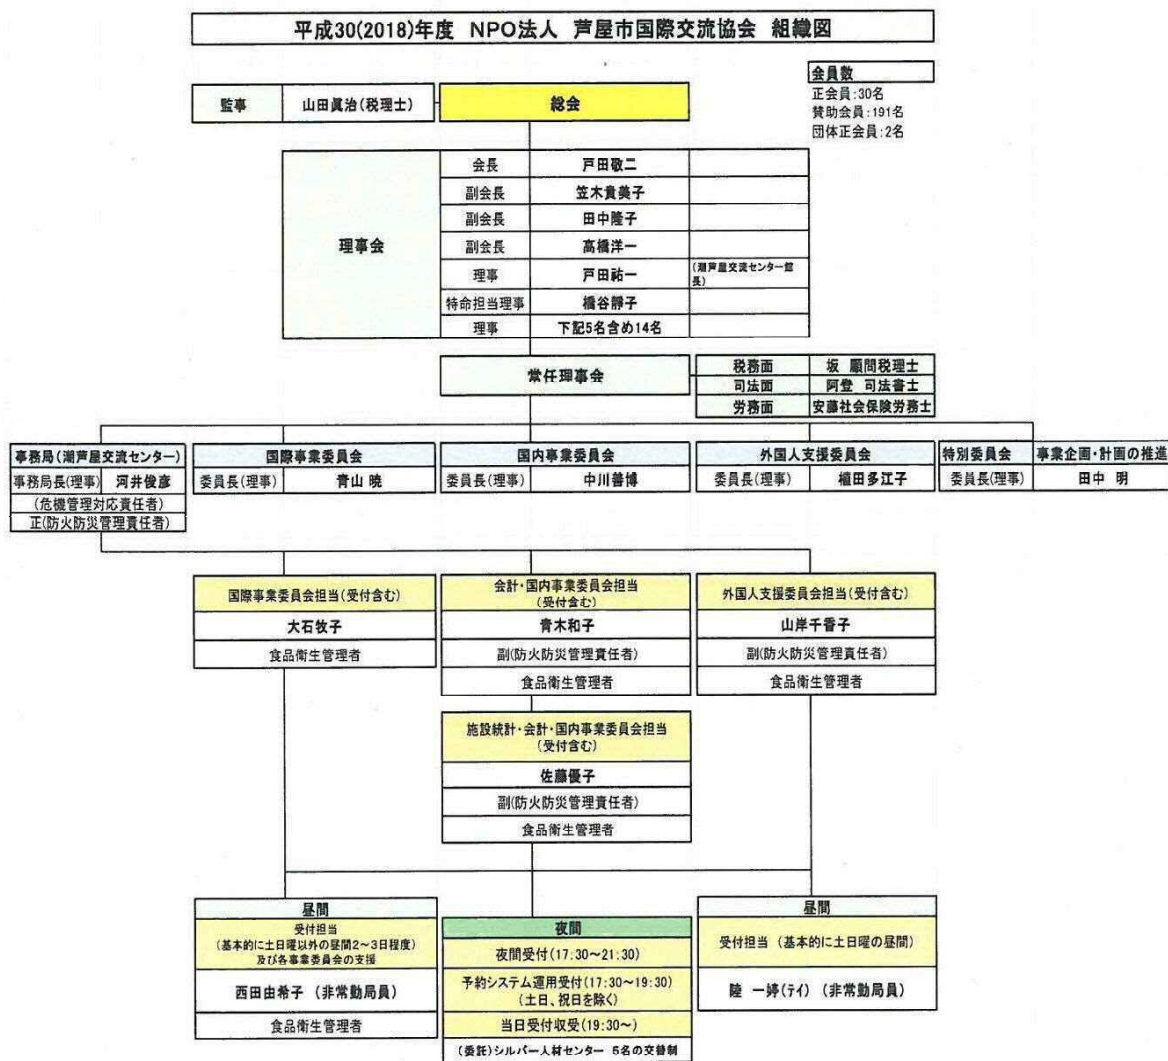 平成30(2018)年度 NPO法人 芦屋市国際交流協会 組織図
会員数
正会員:30名
賛助会員:191名
団体正会員:2名
監事 山田眞治(税理士) 総会
理事会
会長 戸田敬二
副会長 笠木貴美子
副会長 田中隆子
副会長 高橋洋一
理事 戸田祐一 (潮芦屋交流センター館
長)
特命担当理事 橋谷靜子
理事 下記5名含め14名
常任理事会
税務面 坂 顧問税理士
司法面 阿登 司法書士
労務面 安藤社会保険労務士
事務局(潮芦屋交流センター)
事務局長(理事) 河井俊彦
(危機管理対応責任者)
正(防火防災管理責任者)
国際事業委員会
委員長(理事) 青山 暁
国内事業委員会
委員長(理事) 中川善博
外国人支援委員会
委員長(理事) 植田多江子
特別委員会 事業企画・計画の推進
委員長(理事) 田中 明
国際事業委員会担当(受付含む)
大石牧子
食品衛生管理者
会計・国内事業委員会担当
(受付含む)
青木和子
副(防火防災管理責任者)
食品衛生管理者
外国人支援委員会担当(受付含む)
山岸千香子
副(防火防災管理責任者)
食品衛生管理者
施設統計・会計・国内事業委員会担当
(受付含む)
佐藤優子
副(防火防災管理責任者)
食品衛生管理者
昼間
受付担当
(基本的に土日曜以外の昼間2~3日程度)
及び各事業委員会の支援
西田由希子 (非常勤局員)
食品衛生管理者
夜間
夜間受付(17:30~21:30)
予約システム運用受付(17:30~19:30)
(土日、祝日を除く)
当日受付収受(19:30~)
(委託)シルバー人材センター 5名の交替制
昼間
受付担当 (基本的に土日曜の昼間)
陸 一婷(テイ) (非常勤局員)